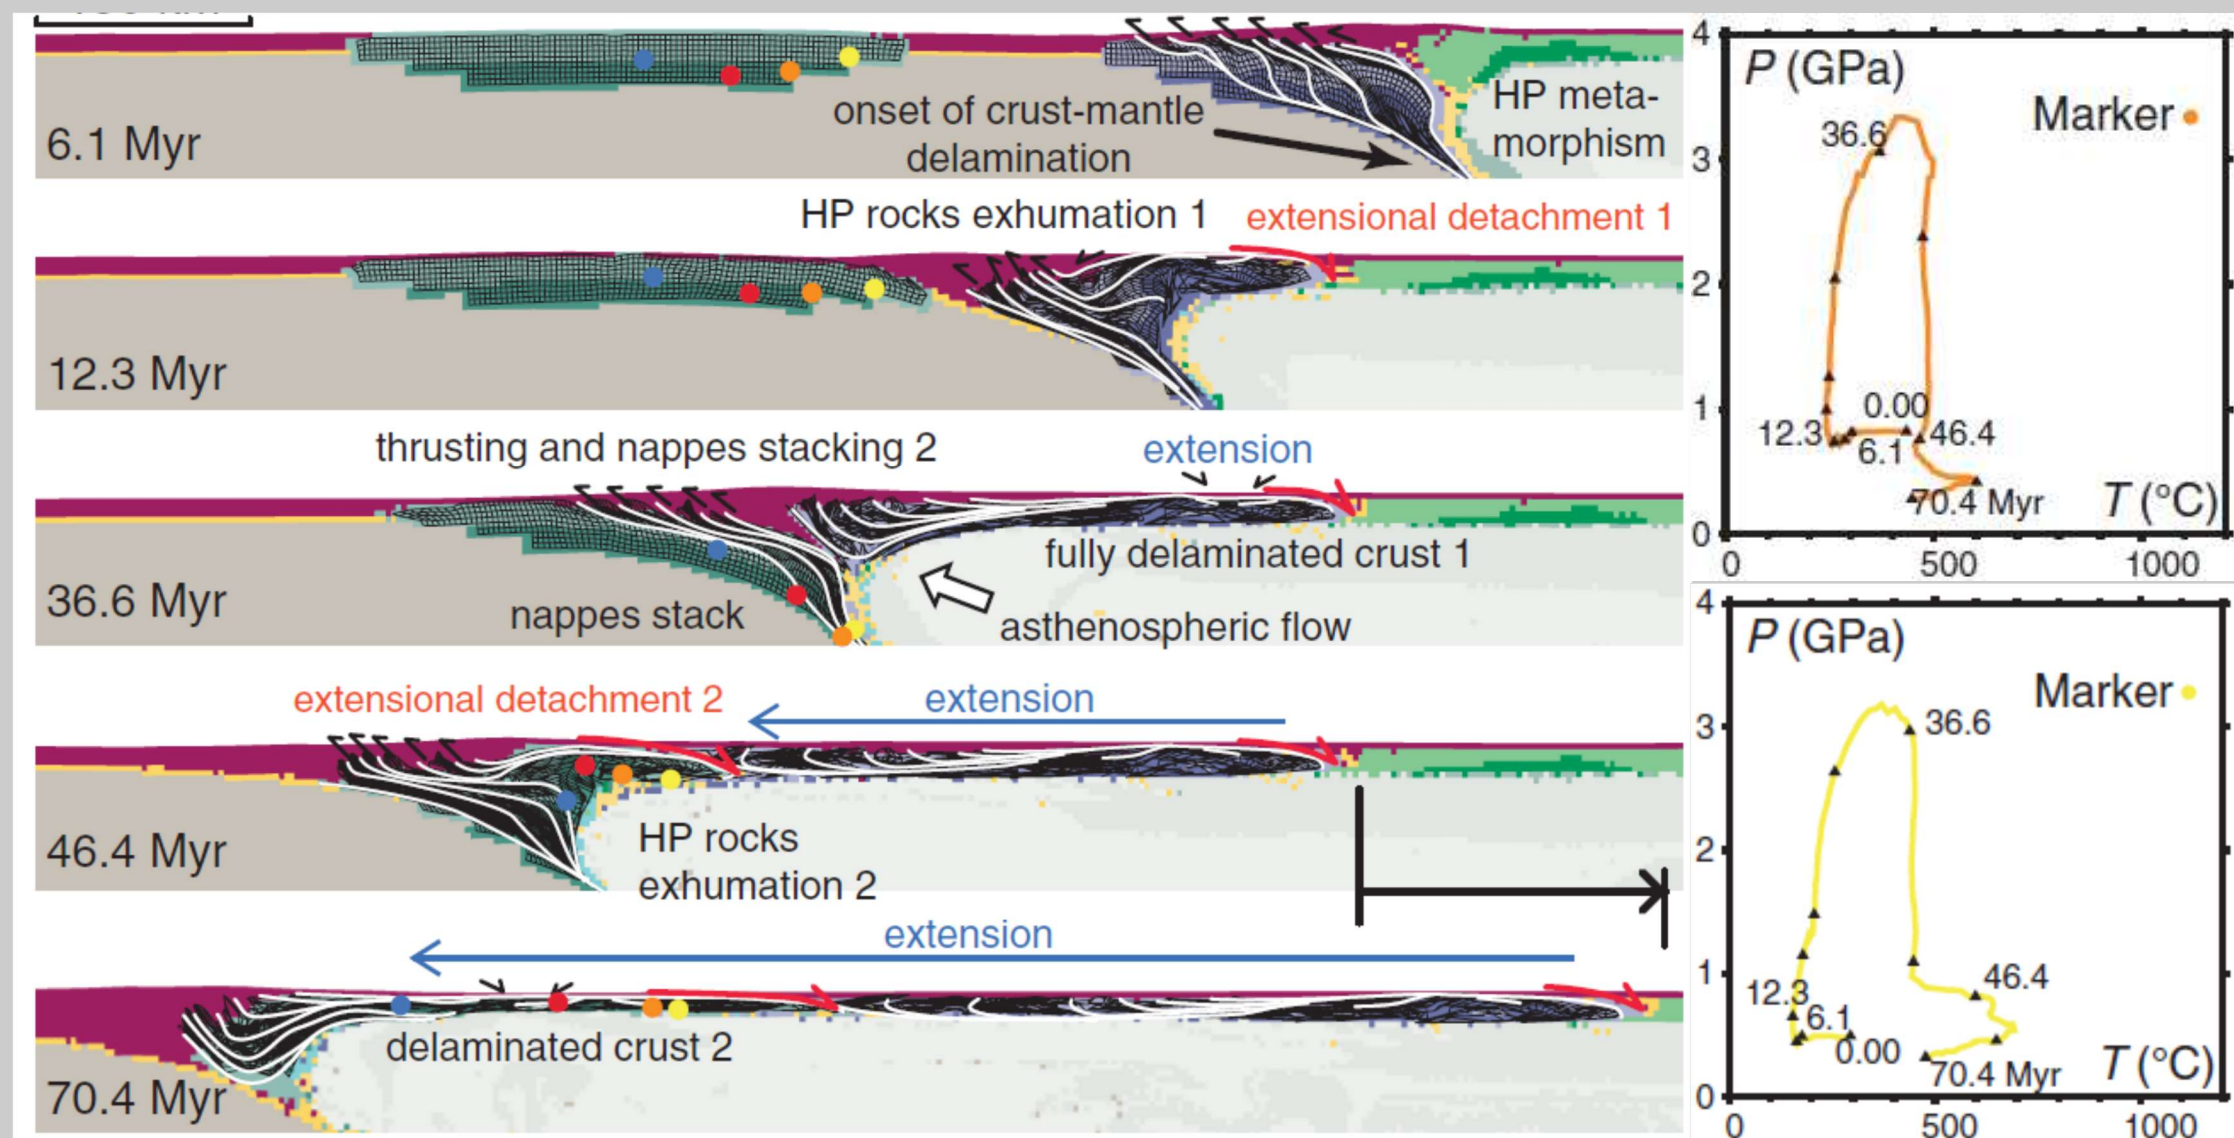 6.1 Myr
onset of crust-mantle
delamination
HP meta-
morphism
HP rocks exhumation 1
extensional detachment 1
12.3 Myr
thrusting and nappes stacking 2
extension
fully delaminated crust 1
36.6 Myr
nappes stack
asthenospheric flow
extensional detachment 2
extension
46.4 Myr
HP rocks
exhumation 2
extension
delaminated crust 2
70.4 Myr
4
P (GPa)
Marker
36.6
3
2
1
0.00
12.3
46.4
6.1
70.4 Myr
T (°C)
0
0
500
1000
4
P (GPa)
Marker
3
36.6
2
1
46.4
12.3
6.1
0.00
70.4 Myr
T (°C)
0
0
500
1000